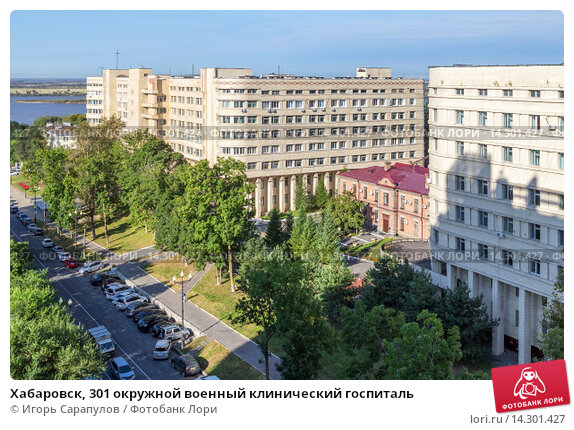 ФОТОБАНК ЛОРИ
Хабаровск, 301 окружной военный клинический госпиталь
© Игорь Сарапулов / Фотобанк Лори
lori.ru/ 14.301.427